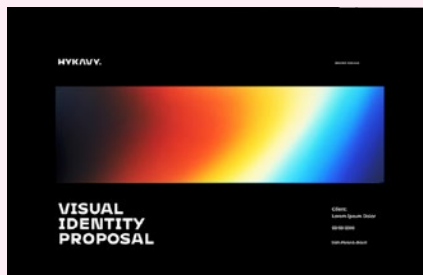 HYKAVY.
VISUAL
IDENTITY
PROPOSAL
Client:
Lorem Ipsum Dolor